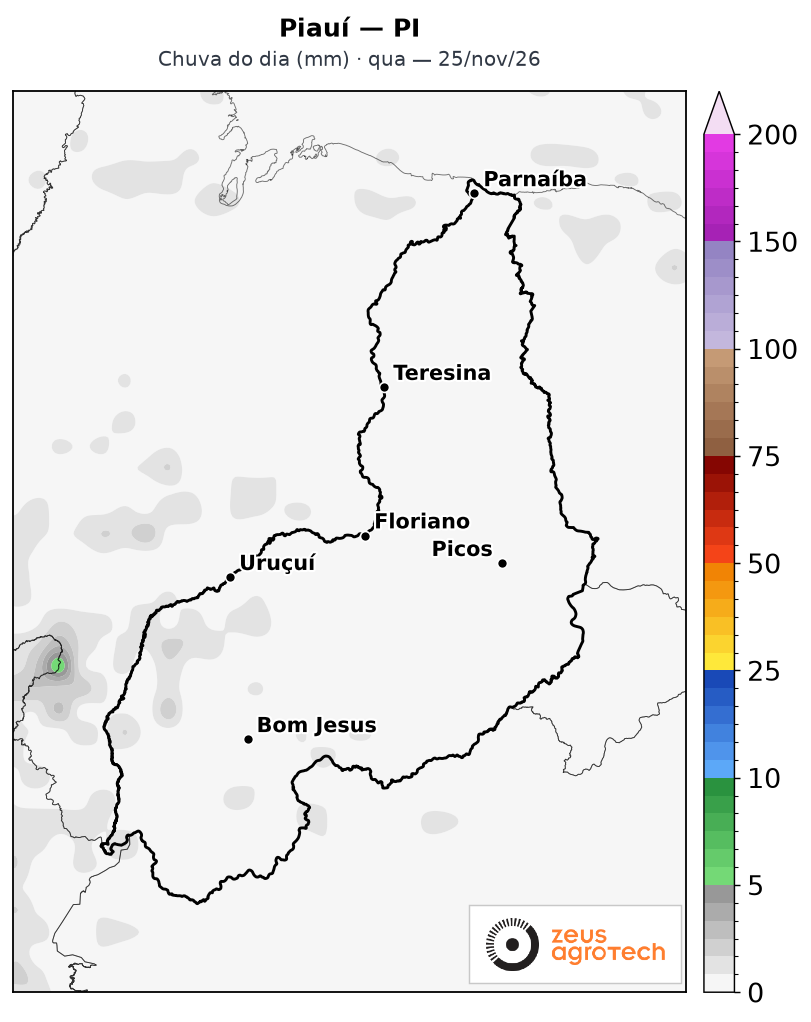 Piauí — PI
Chuva do dia (mm) · qua — 25/nov/26
Parnaíba
Teresina
Floriano
Picos
Uruçuí
Bom Jesus
200
150
100
75
50
25
10
5
0
zeus
agrotech